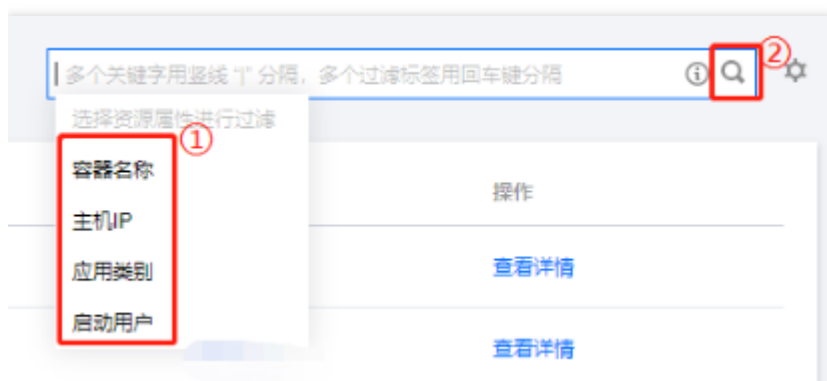 ②
多个关键字用竖线 "|" 分隔，多个过滤标签用回车键分隔
选择资源属性进行过滤
①
容器名称
操作
主机IP
应用类别
查看详情
启动用户
查看详情